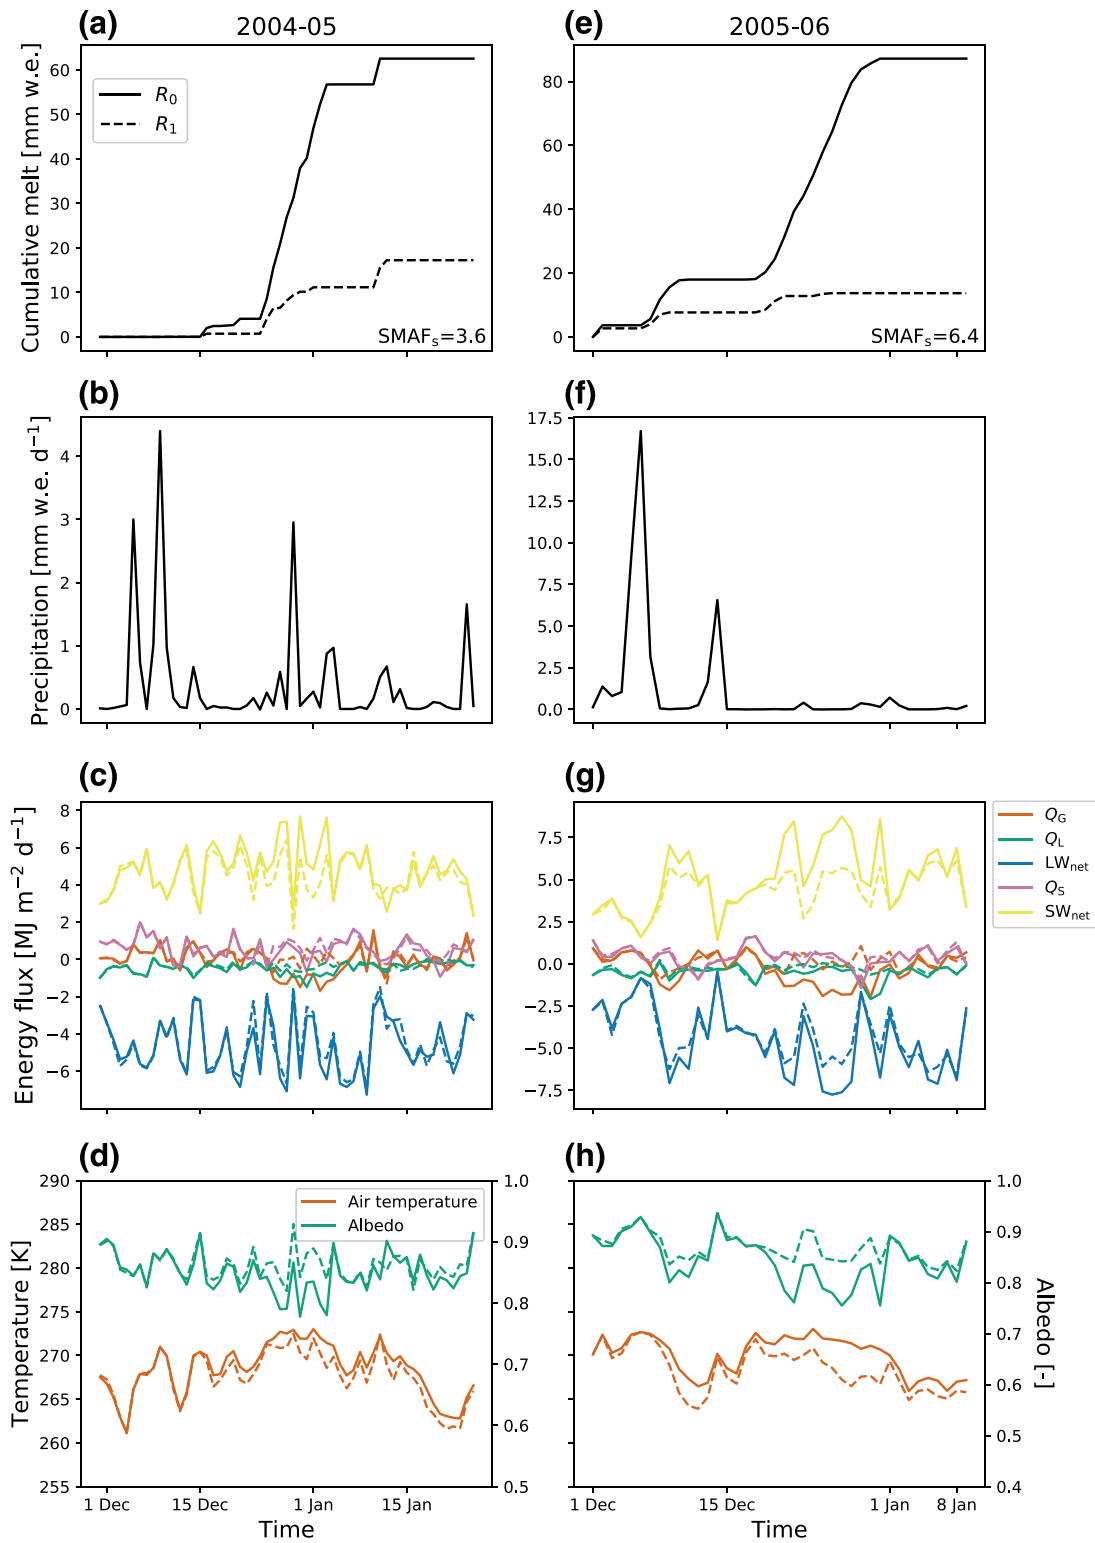 (a) 2004-05
(e) 2005-06
Cumulative melt [mm w.e.]
60
50
40
30
20
10
0
R0
R1
SMAFs=3.6
80
60
40
20
0
SMAFs=6.4
(b)
(f)
Precipitation [mm w.e. d−1]
4
3
2
1
0
17.5
15.0
12.5
10.0
7.5
5.0
2.5
0.0
(c)
(g)
Energy flux [MJ m−2 d−1]
8
6
4
2
0
−2
−4
−6
7.5
5.0
2.5
0.0
−2.5
−5.0
−7.5
QG
QL
LWnet
QS
SWnet
(d)
(h)
Temperature [K]
290
285
280
275
270
265
260
255
Air temperature
Albedo
1.0
0.9
0.8
0.7
0.6
0.5
1 Dec 15 Dec 1 Jan 15 Jan
Time
1.0
0.9
0.8
0.7
0.6
0.5
0.4
Albedo [-]
1 Dec 15 Dec 1 Jan 8 Jan
Time